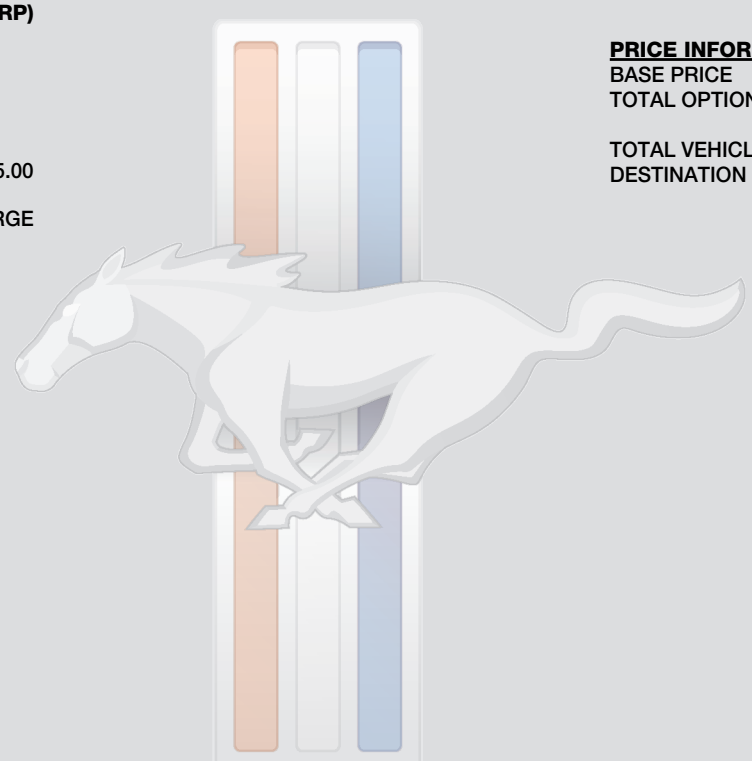 RP)
5.00
RGE
PRICE INFOR
BASE PRICE
TOTAL OPTION
TOTAL VEHICL
DESTINATION